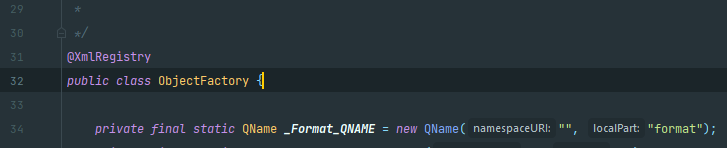 29 *
30 */
31 @XmlRegistry
32 public class ObjectFactory {
33
34 private final static QName _Format_QNAME = new QName( namespaceURI: "", localPart: "format");